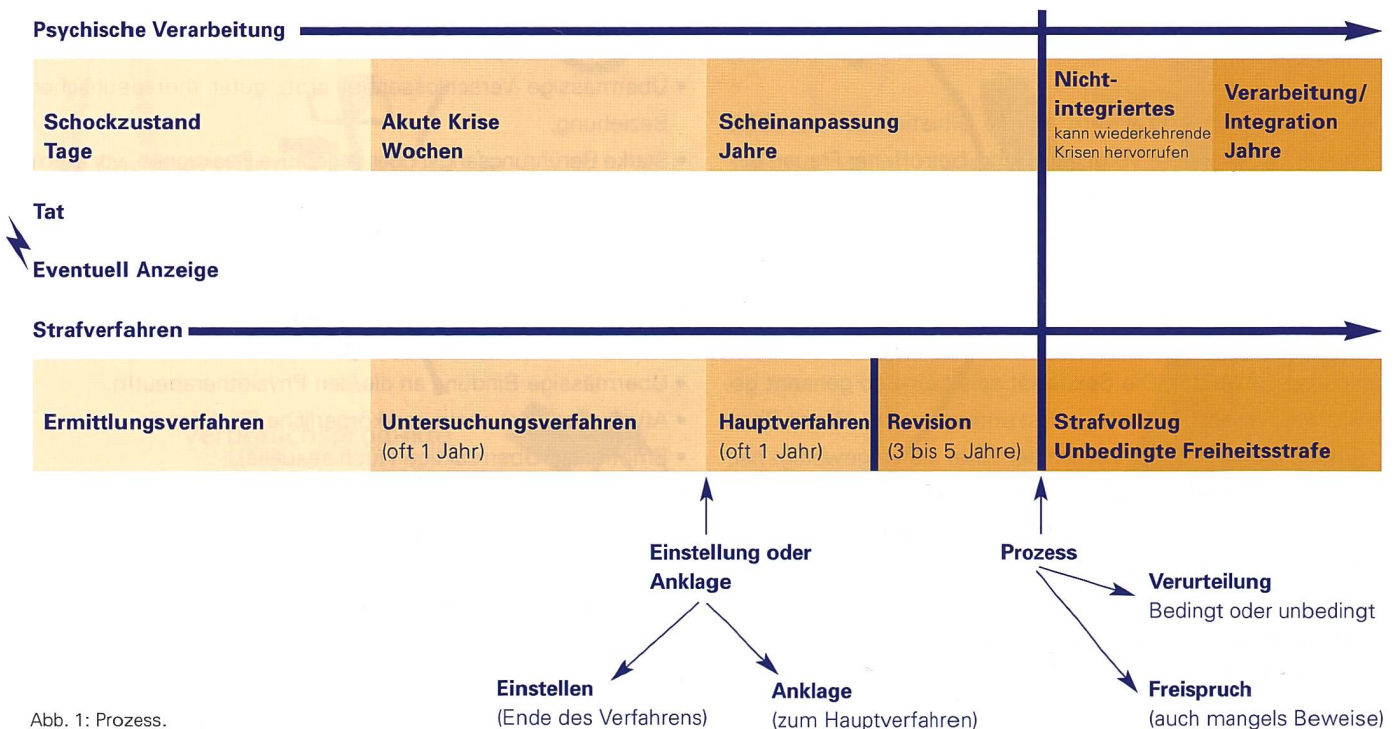 Psychische Verarbeitung
Schockzustand
Tage
Akute Krise
Wochen
Scheinanpassung
Jahre
Nicht-
integriertes
kann wiederkehrende
Krisen hervorrufen
Verarbeitung/
Integration
Jahre
Tat
Eventuell Anzeige
Strafverfahren
Ermittlungsverfahren
Untersuchungsverfahren
(oft 1 Jahr)
Hauptverfahren
(oft 1 Jahr)
Revision
(3 bis 5 Jahre)
Strafvollzug
Unbedingte Freiheitsstrafe
Einstellung oder
Anklage
Prozess
Verurteilung
Bedingt oder unbedingt
Einstellen
(Ende des Verfahrens)
Anklage
(zum Hauptverfahren)
Freispruch
(auch mangels Beweise)
Abb. 1: Prozess.